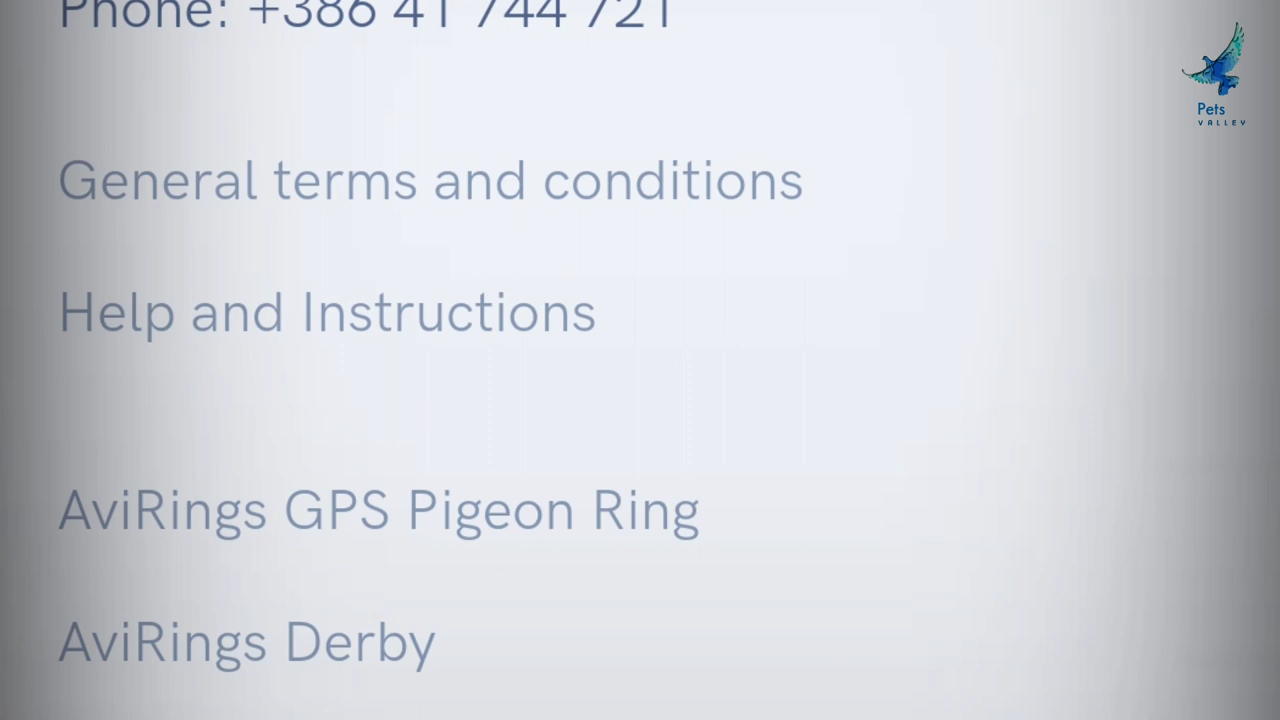 Phone: +386 41 744 721
Pets
VALLEY
General terms and conditions
Help and Instructions
AviRings GPS Pigeon Ring
AviRings Derby